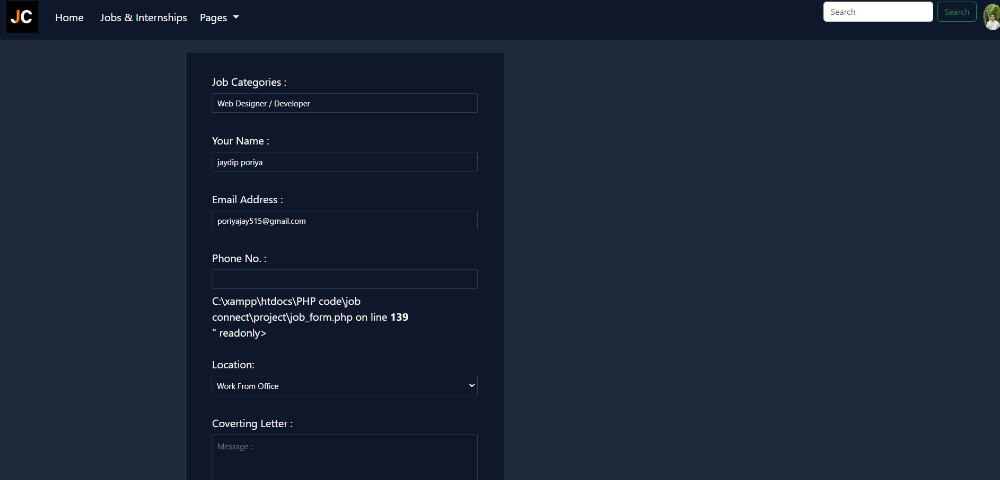 JC Home Jobs & Internships Pages Search Search
Job Categories :
Web Designer / Developer
Your Name :
jaydip poriya
Email Address :
poriyajay515@gmail.com
Phone No. :
C:\xampp\htdocs\PHP code\job
connect\project\job_form.php on line 139
" readonly>
Location:
Work From Office
Coverting Letter :
Message :